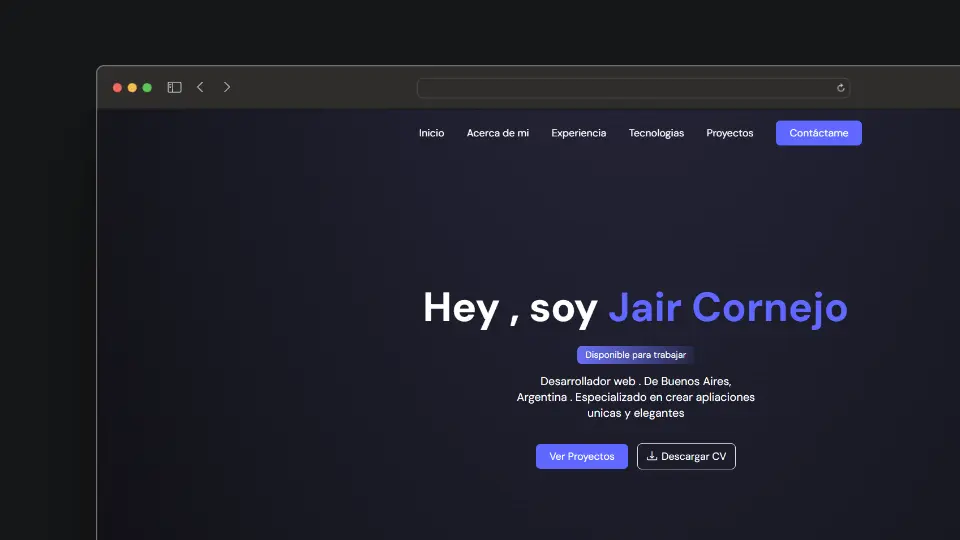 Inicio Acerca de mi Experiencia Tecnologias Proyectos Contáctame
Hey , soy Jair Cornejo
Disponible para trabajar
Desarrollador web . De Buenos Aires,
Argentina . Especializado en crear apliaciones
unicas y elegantes
Ver Proyectos Descargar CV